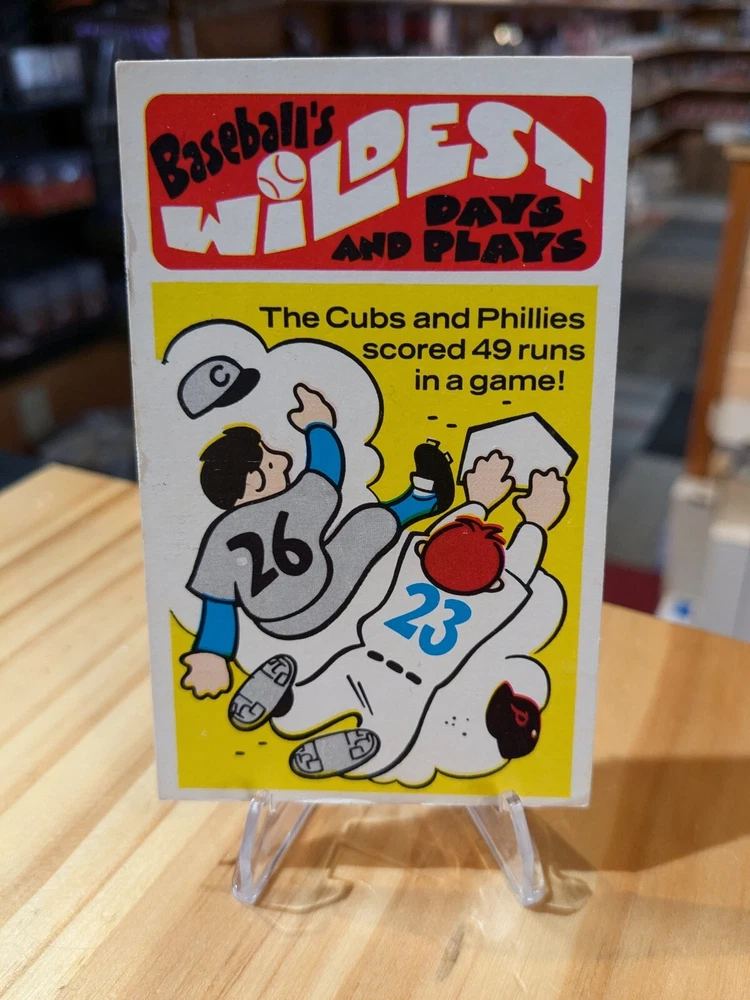 Baseball's
WiLDEST
DAYS
AND PLAYS
The Cubs and Phillies
scored 49 runs
in a game!
C
26
23
P